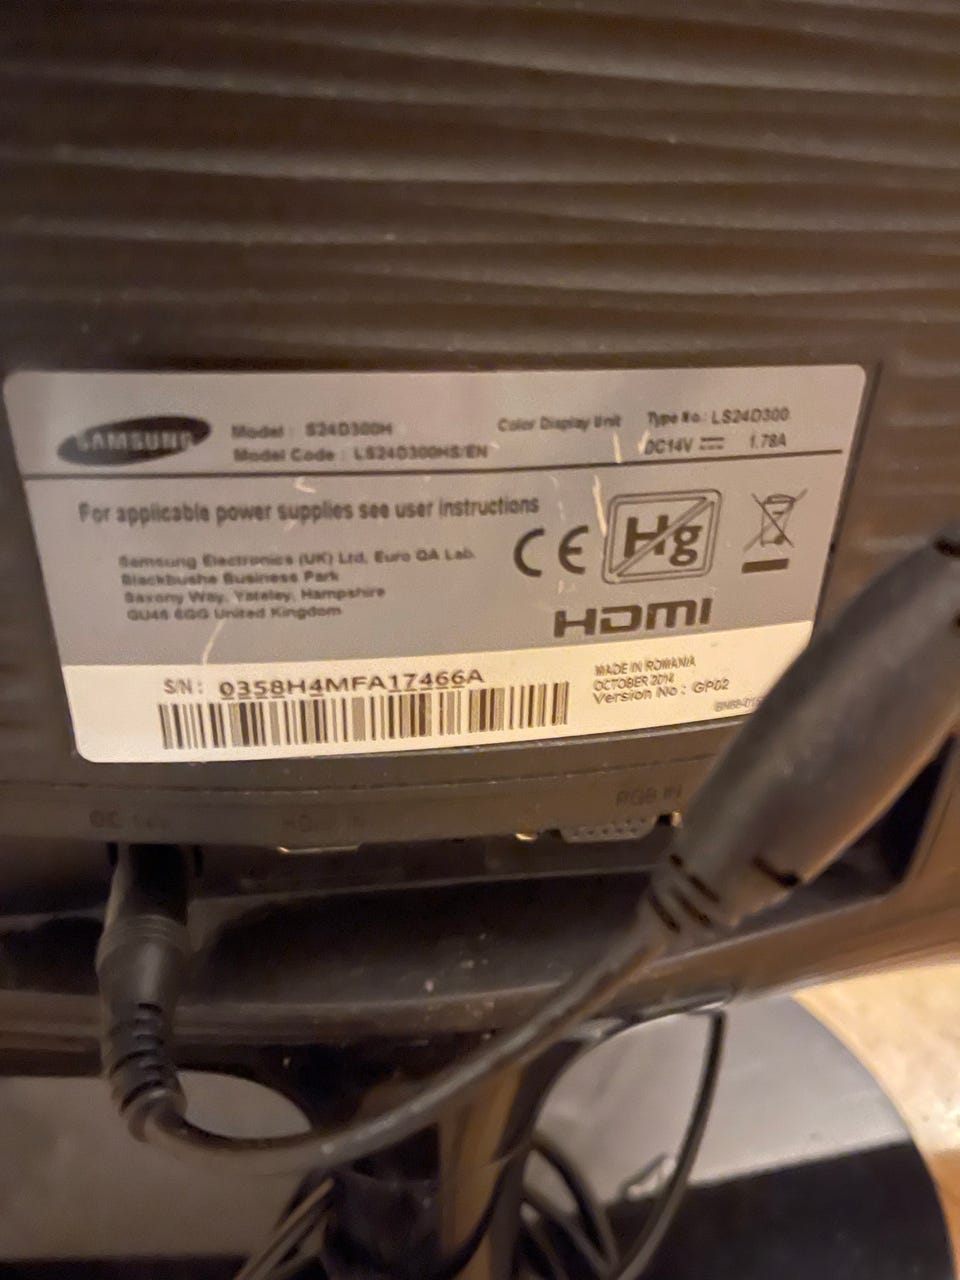 SAMSUNG
Model : S24D300H
Model Code : LS24D300HS/EN
Color Display Unit
Type No.: LS24D300
DC14V 1.78A
For applicable power supplies see user instructions
Samsung Electronics (UK) Ltd, Euro QA Lab.
Blackbushe Business Park
Saxony Way, Yateley, Hampshire
GU46 6GG United Kingdom
CE
Hg
HDMI
S/N: 0358H4MFA17466A
MADE IN ROMANIA
OCTOBER 2014
Version No : GP02
DC 14V
RGB IN